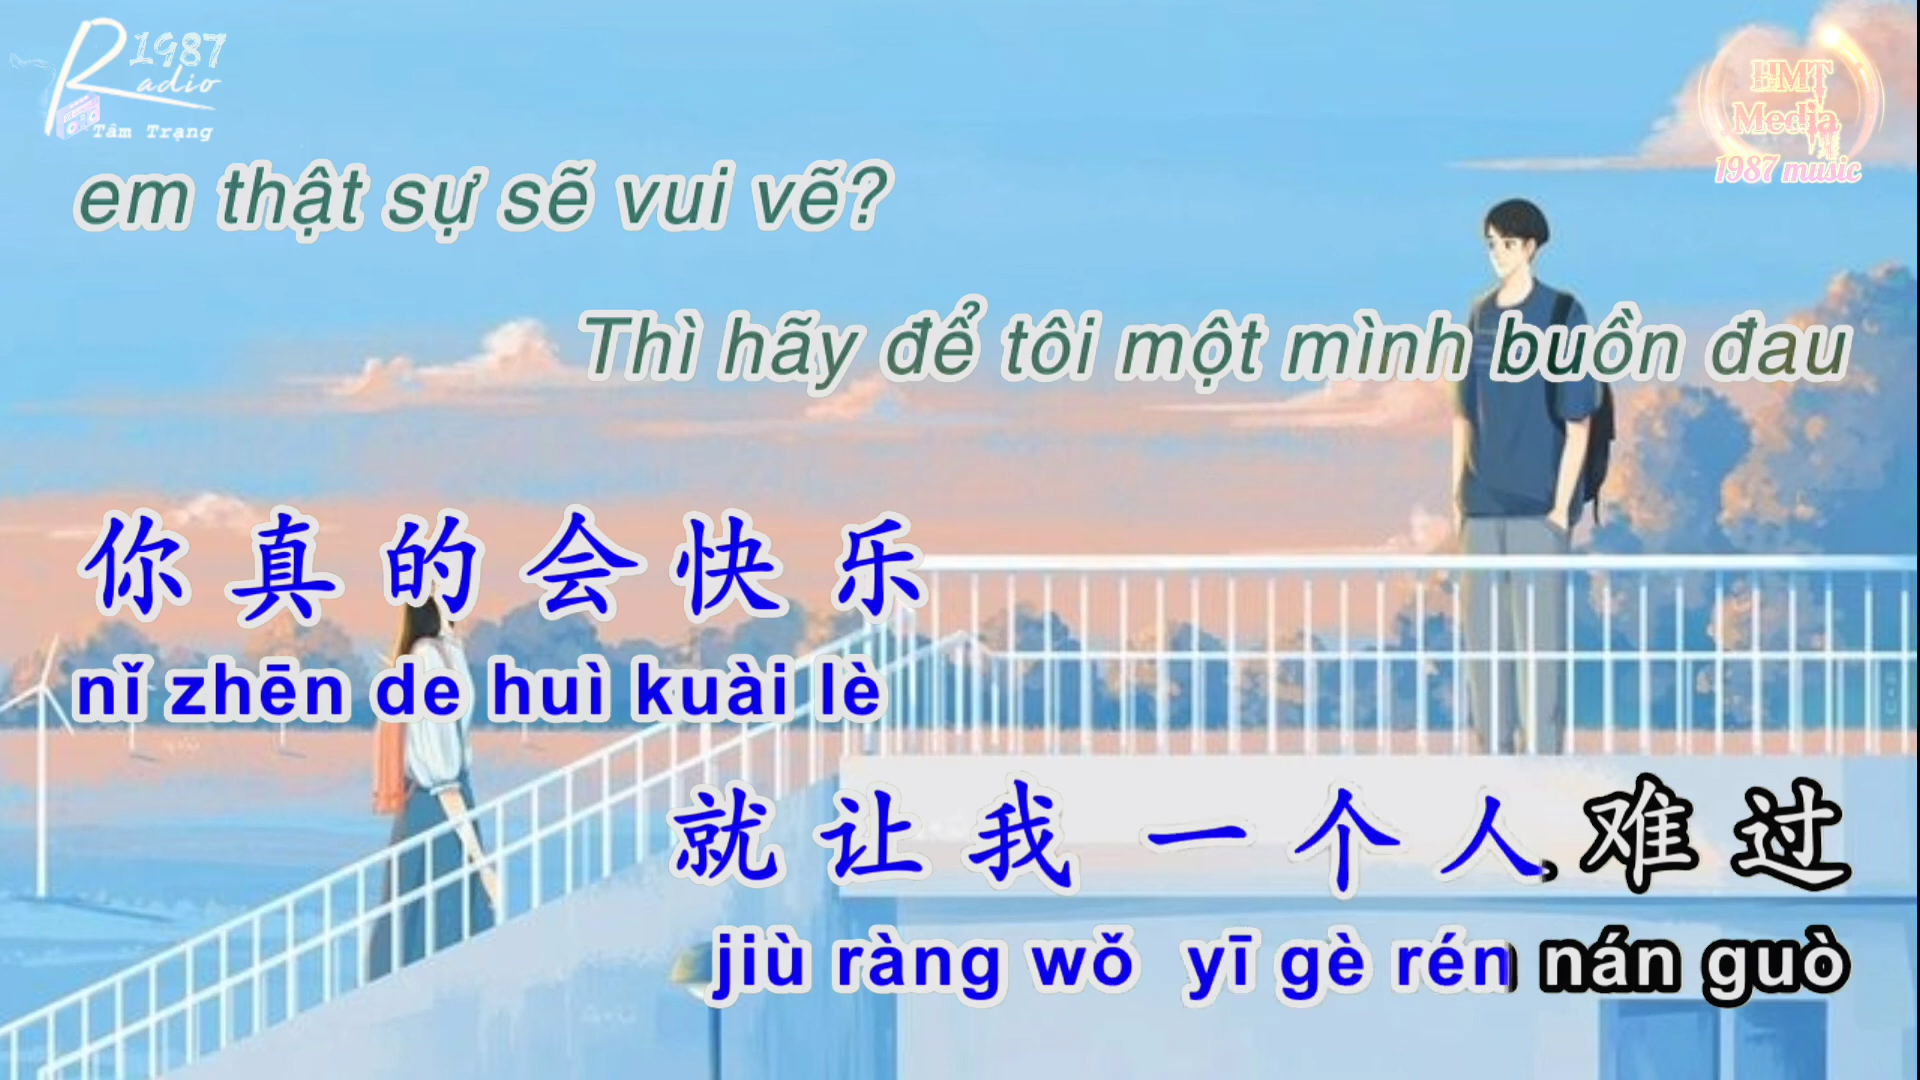 1987
Radio
Tâm Trạng
HMT
Media
1987 music
em thật sự sẽ vui vẽ?
Thì hãy để tôi một mình buồn đau
你真的会快乐
nǐ zhēn de huì kuài lè
就让我 一个人难过
jiù ràng wǒ yī gè rén nán guò